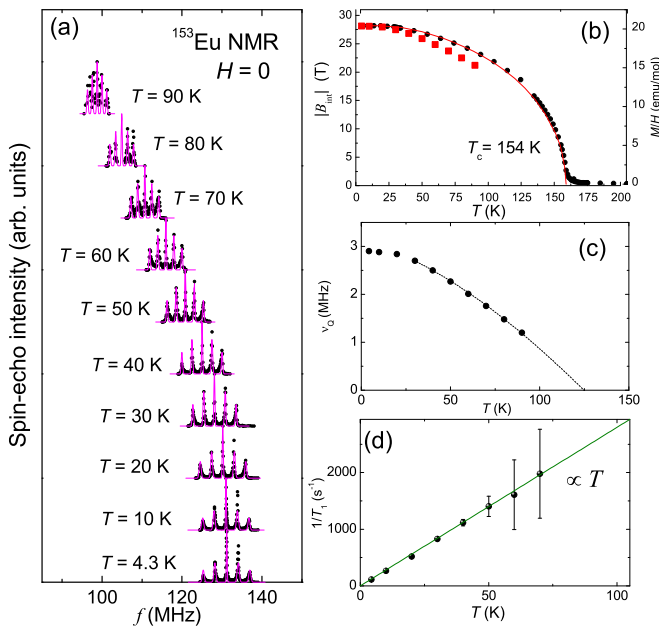 (a)
¹⁵³Eu NMR
H = 0
T = 90 K
T = 80 K
T = 70 K
T = 60 K
T = 50 K
T = 40 K
T = 30 K
T = 20 K
T = 10 K
T = 4.3 K
Spin-echo intensity (arb. units)
100 120 140
f (MHz)
(b)
30
25
20
15
10
5
0
|B_int| (T)
20
15
10
5
0
M/H (emu/mol)
T_c = 154 K
0 25 50 75 100 125 150 175 200
T (K)
(c)
3
2
1
0
ν_Q (MHz)
0 50 100 150
T (K)
(d)
∝ T
2000
1000
0
1/T₁ (s⁻¹)
0 50 100
T (K)